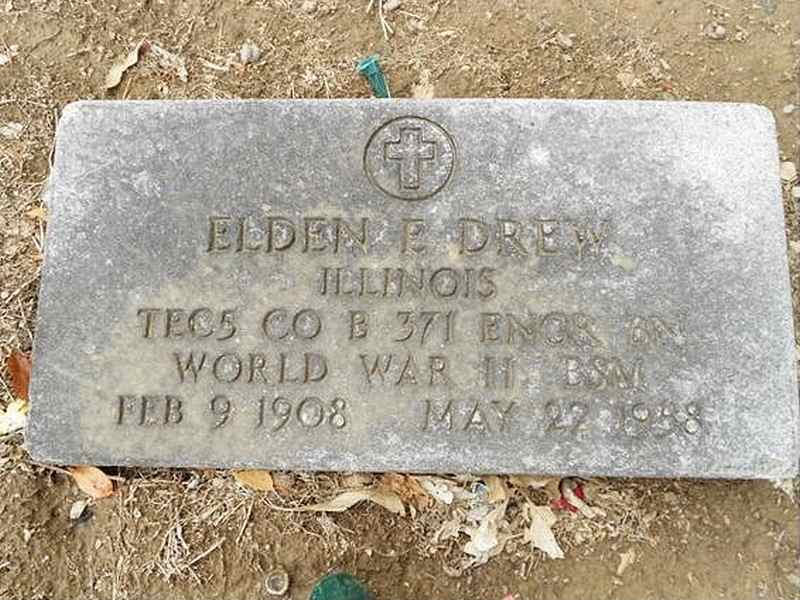 ELDEN E DREW
ILLINOIS
TEC5 CO B 371 ENGR BN
WORLD WAR II BSM
FEB 9 1908 MAY 22 1958